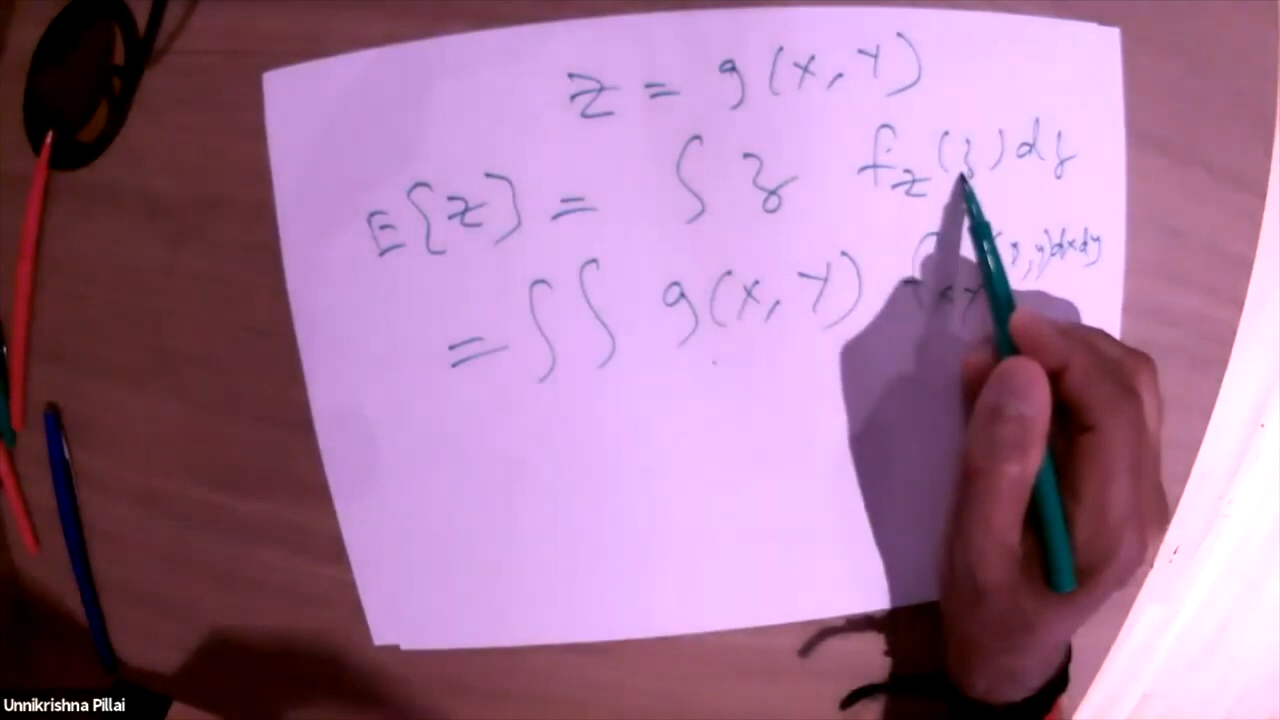 z = g(x, y)
E{z} = ∫ z f_z(z) dz
= ∫∫ g(x, y) f_xy(x, y) dx dy
Unnikrishna Pillai